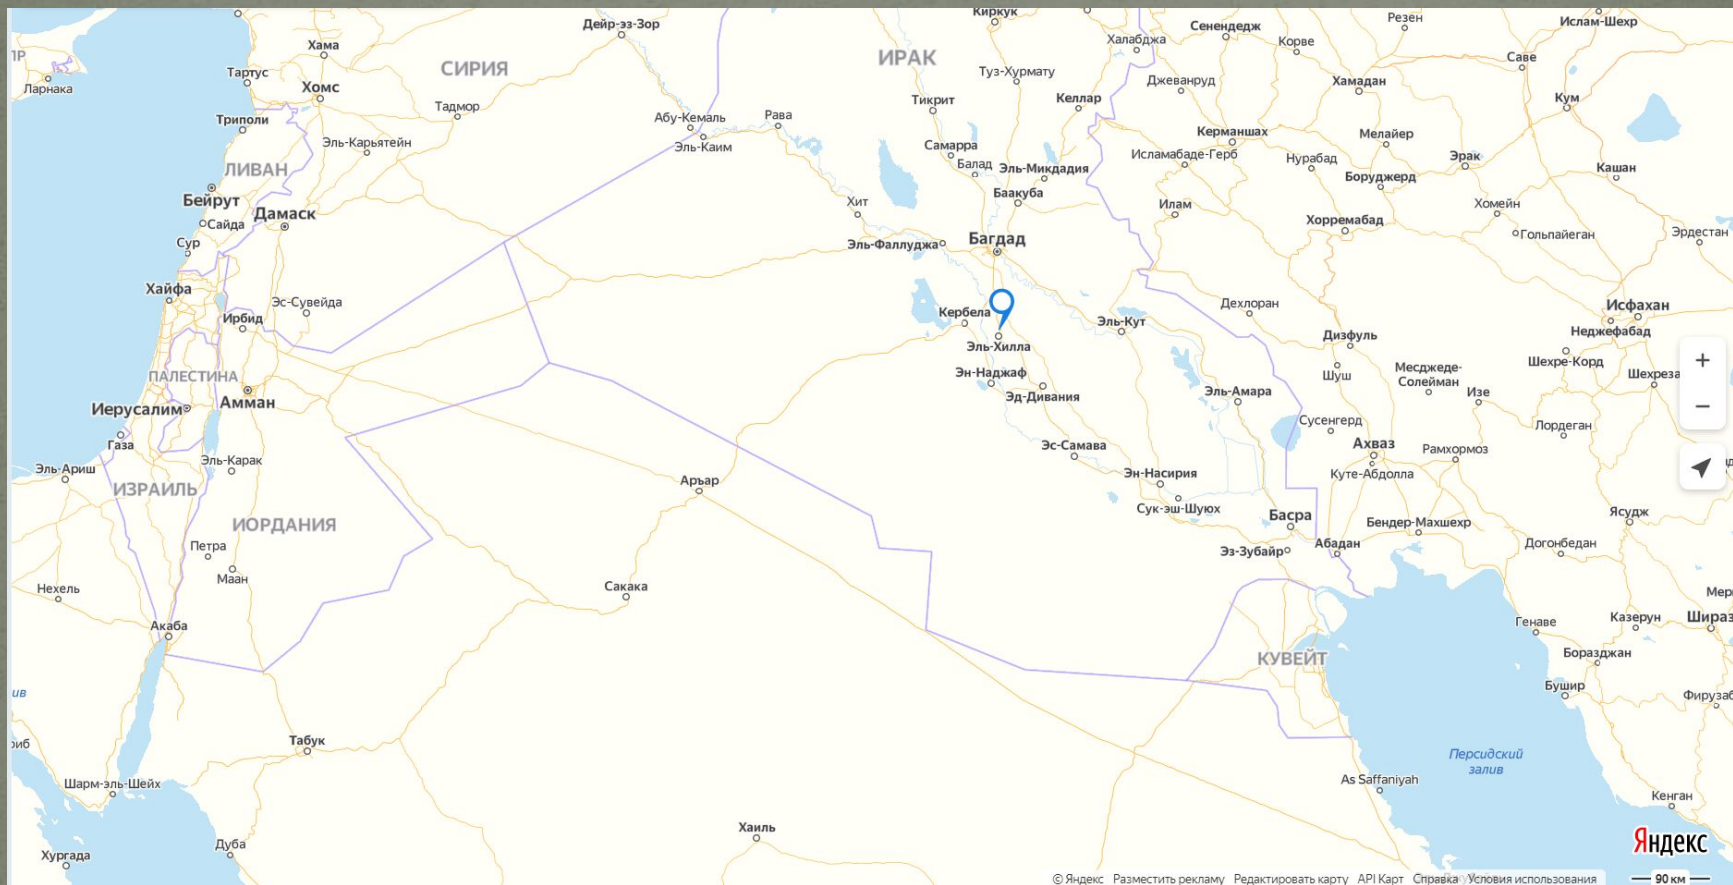 Киркук
Резен
Ислам-Шехр
Дейр-эз-Зор
Сенендедж
Халабджа
Корве
Хама
ИРАК
Саве
СИРИЯ
Тартус
Туз-Хурмату
Джеванруд
Хамадан
Хомс
Ларнака
Тикрит
Келлар
Кум
Тадмор
Триполи
Абу-Кемаль
Рава
Керманшах
Мелайер
Эль-Карьятейн
Эль-Каим
Самарра
Исламабаде-Герб
Нурабад
Эрак
ЛИВАН
Балад
Эль-Микдадия
Боруджерд
Кашан
Бейрут
Баакуба
Хит
Илам
Хомейн
Дамаск
Сайда
Хорремабад
Гольпайеган
Эрдестан
Сур
Эль-Фаллуджа
Багдад
Хайфа
Эс-Сувейда
Дехлоран
Исфахан
Ирбид
Кербела
Эль-Кут
Неджефабад
Дизфуль
Эль-Хилла
Шехре-Корд
ПАЛЕСТИНА
Эн-Наджаф
Шуш
Месджеде-
Солейман
Шехреза
Амман
Эд-Дивания
Эль-Амара
Изе
Иерусалим
Газа
Сусенгерд
Лордеган
Эс-Самава
Ахваз
Рамхормоз
Эль-Ариш
Эль-Карак
Аръар
Эн-Насирия
Куте-Абдолла
ИЗРАИЛЬ
Сук-эш-Шуюх
ИОРДАНИЯ
Басра
Бендер-Махшехр
Ясудж
Петра
Эз-Зубайр
Абадан
Догонбедан
Маан
Нехель
Сакака
Акаба
Генаве
Казерун
Шираз
КУВЕЙТ
Боразджан
Бушир
Фирузаб
ив
Табук
риб
Персидский
залив
Шарм-эль-Шейх
As Saffaniyah
Кенган
Хаиль
Дуба
Хургада
Яндекс
© Яндекс Разместить рекламу Редактировать карту API Карт Справка Условия использования
90 км